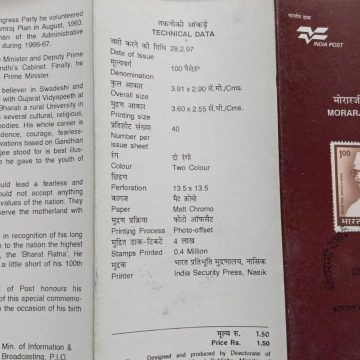 gress Party he volunteered
mraj Plan in August, 1963.
man of the Administrative
during 1966-67.
Minister and Deputy Prime
ndhi's Cabinet. Finally, he
Prime Minister.
believer in Swadeshi and
with Gujarat Vidyapeeth at
Bharati a rural University in
several cultural, religious,
bodies. His whole career is
dence, courage, fearless-
vations based on Gandhian
jee stood for is best illus-
he gave to the youth of
uld lead a fearless and
ould not accept anything
values of the nation. They
serve the motherland with
in recognition of his long
e to the nation the highest
the 'Bharat Ratna'. He
a little short of his 100th
of Post honours his
of this special commemo-
the occasion of his birth
Min. of Information &
Broadcasting, P.I.O.
तकनीकी आंकड़े
TECHNICAL DATA
जारी करने की तिथि 28.2.97
Date of Issue
मूल्यवर्ग 100 पैसे
Denomination
कुल आकार 3.91 x 2.90 सें.मी./Cms.
Overall size
मुद्रण आकार 3.60 x 2.55 सें.मी./Cms.
Printing size
प्रतिशीट संख्या 40
Number per
issue sheet
रंग दो रंगी
Colour Two Colour
छिद्रण
Perforation 13.5 x 13.5
कागज मैट क्रोमो
Paper Matt Chromo
मुद्रण प्रक्रिया फोटो ऑफसेट
Printing Process Photo-offset
मुद्रित डाक-टिकटें 4 लाख
Stamps Printed 0.4 Million
मुद्रक भारत प्रतिभूति मुद्रणालय, नासिक
Printer India Security Press, Nasik
मूल्य रु. 1.50
Price Rs. 1.50
Designed and produced by Directorate of
भारतीय डाक
INDIA POST
मोरारजी
MORAR
100
भारत